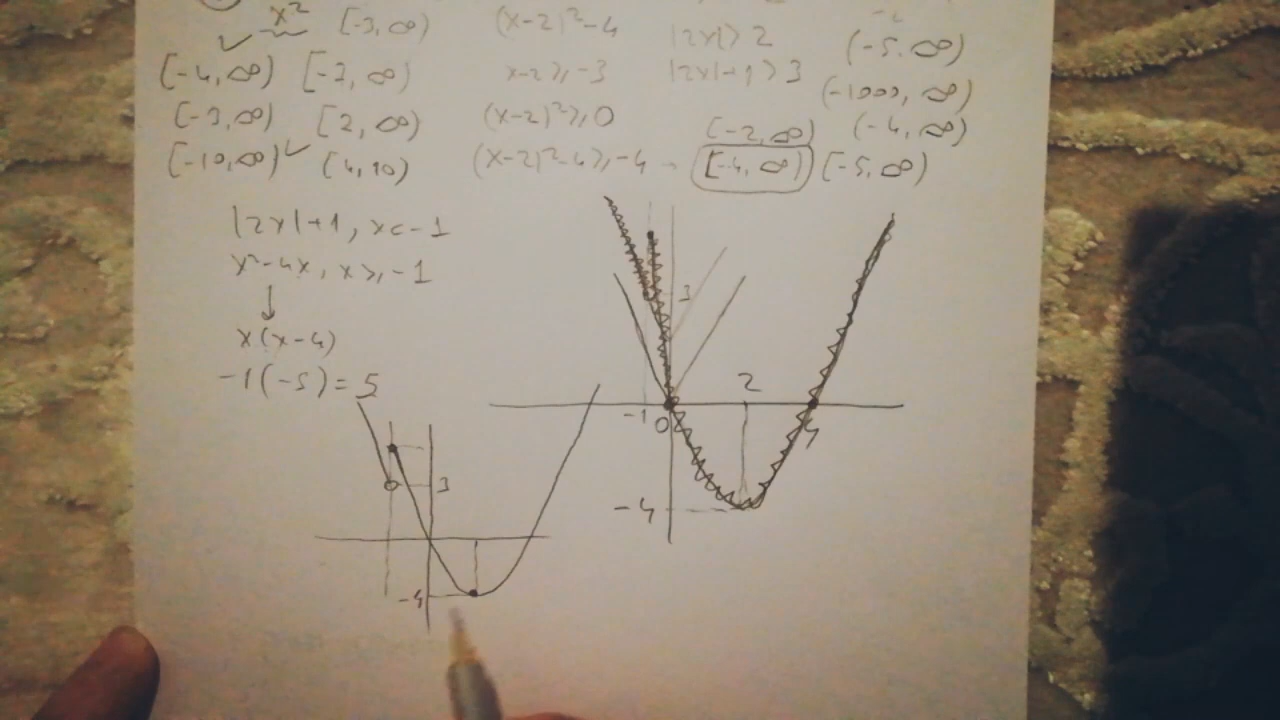 x² [-3, ∞) (x-2)²-4 |2x|>2 (-5, ∞)
[-4, ∞) [-3, ∞) x-2≥-3 |2x|+1>3 (-1000, ∞)
[-3, ∞) [2, ∞) (x-2)²≥0 [-2, ∞) (-4, ∞)
[-10, ∞) (4, 10) (x-2)²-4≥-4 → [-4, ∞) [-5, ∞)
|2x|+1, x<-1
x²-4x, x≥-1
↓
x(x-4)
-1(-5)=5
3
-4
3
2
-1
0
4
-4